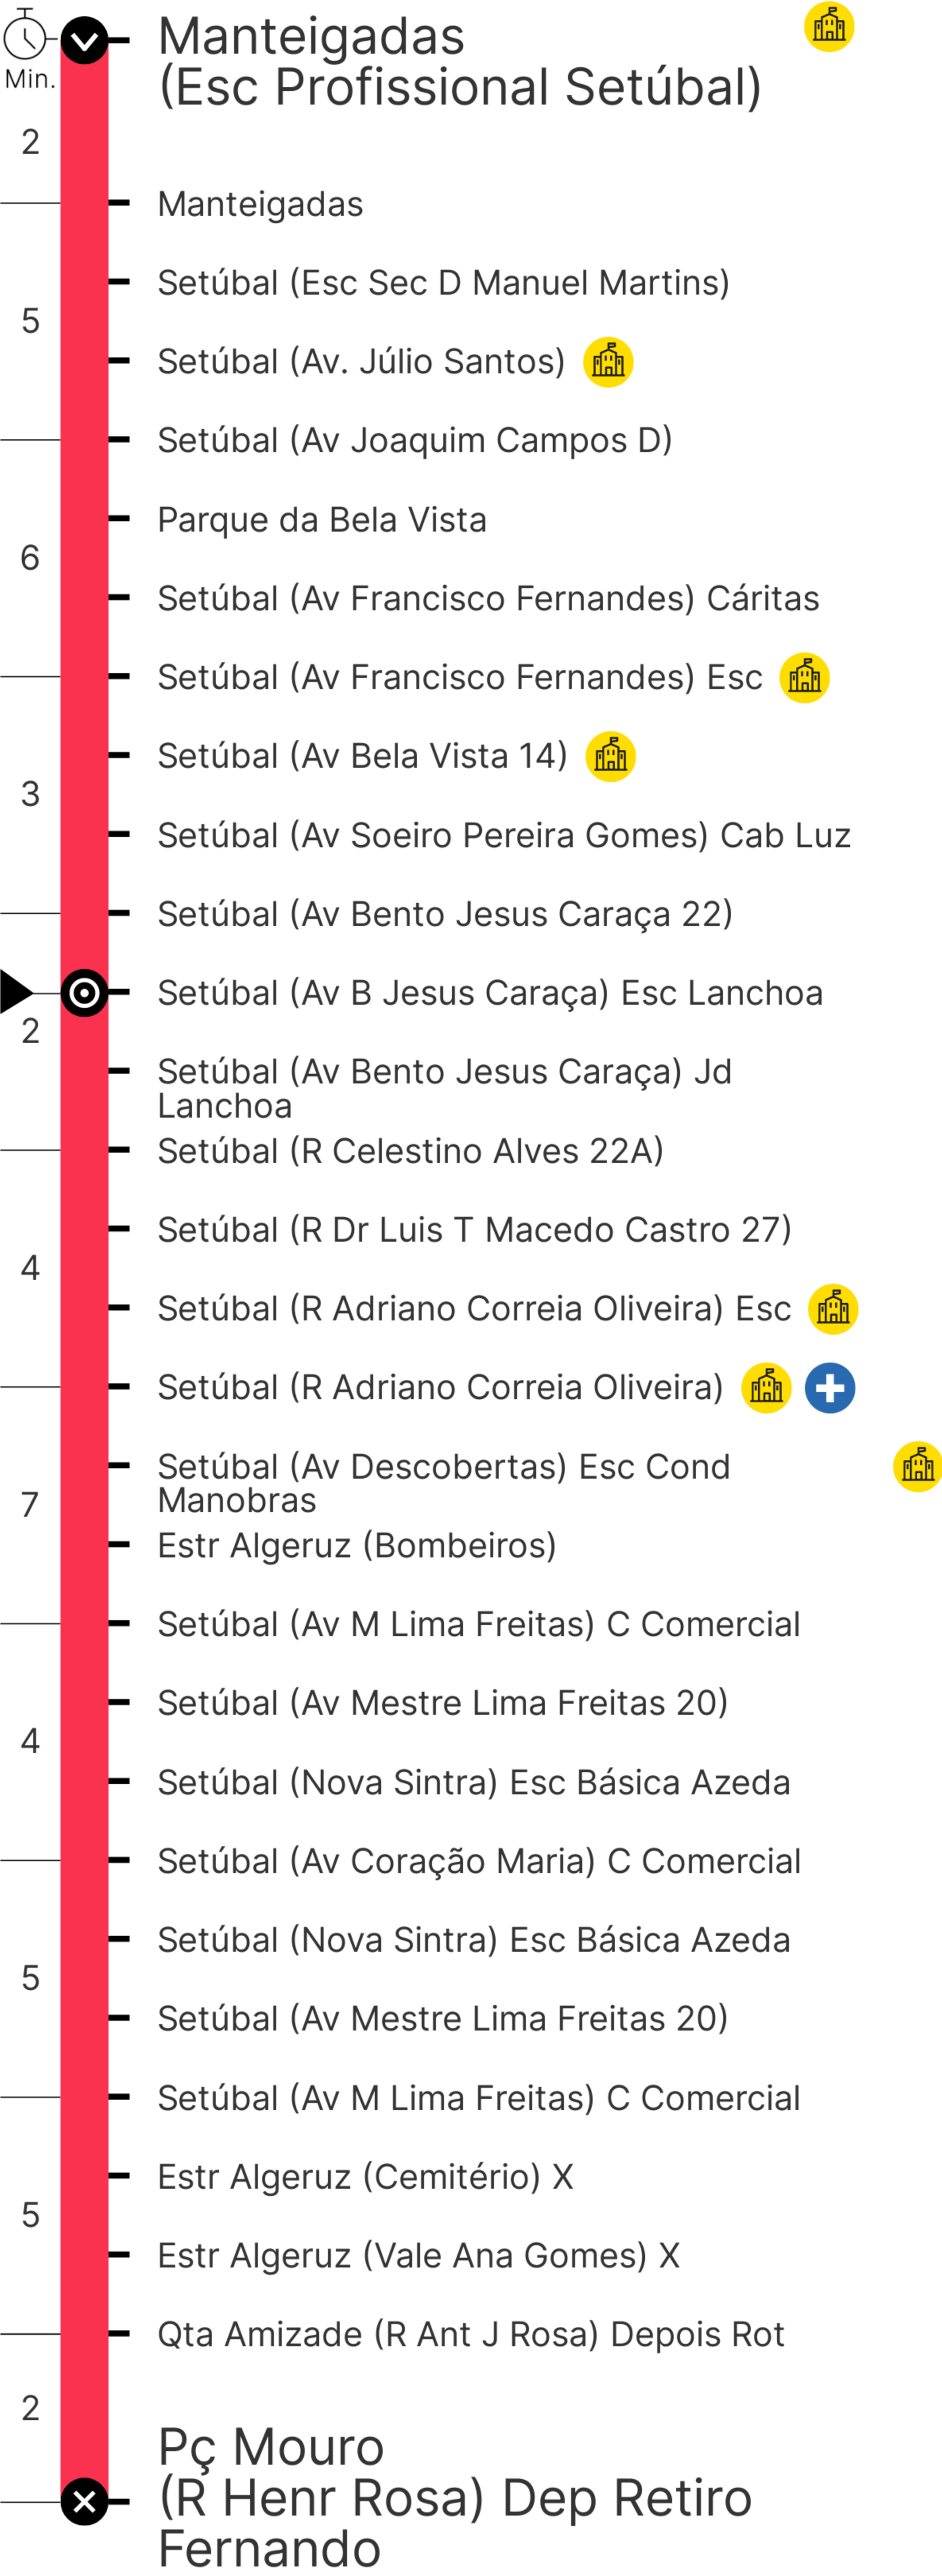 Manteigadas
(Esc Profissional Setúbal)
Min.
2
Manteigadas
Setúbal (Esc Sec D Manuel Martins)
5
Setúbal (Av. Júlio Santos)
Setúbal (Av Joaquim Campos D)
Parque da Bela Vista
6
Setúbal (Av Francisco Fernandes) Cáritas
Setúbal (Av Francisco Fernandes) Esc
Setúbal (Av Bela Vista 14)
3
Setúbal (Av Soeiro Pereira Gomes) Cab Luz
Setúbal (Av Bento Jesus Caraça 22)
Setúbal (Av B Jesus Caraça) Esc Lanchoa
2
Setúbal (Av Bento Jesus Caraça) Jd
Lanchoa
Setúbal (R Celestino Alves 22A)
Setúbal (R Dr Luis T Macedo Castro 27)
4
Setúbal (R Adriano Correia Oliveira) Esc
Setúbal (R Adriano Correia Oliveira)
Setúbal (Av Descobertas) Esc Cond
Manobras
7
Estr Algeruz (Bombeiros)
Setúbal (Av M Lima Freitas) C Comercial
Setúbal (Av Mestre Lima Freitas 20)
4
Setúbal (Nova Sintra) Esc Básica Azeda
Setúbal (Av Coração Maria) C Comercial
Setúbal (Nova Sintra) Esc Básica Azeda
5
Setúbal (Av Mestre Lima Freitas 20)
Setúbal (Av M Lima Freitas) C Comercial
Estr Algeruz (Cemitério) X
5
Estr Algeruz (Vale Ana Gomes) X
Qta Amizade (R Ant J Rosa) Depois Rot
2
Pç Mouro
(R Henr Rosa) Dep Retiro
Fernando